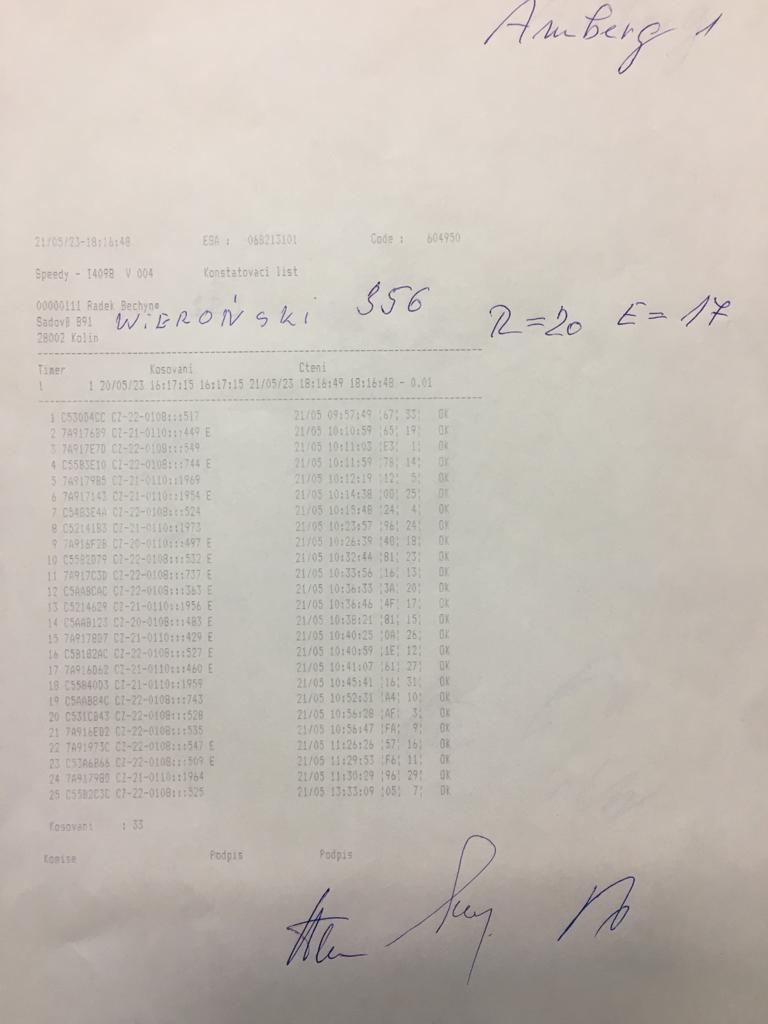 Amberg 1
21/05/23-18:16:48 EBA : 068213101 Code : 604950
Speedy - 1409B V 004 Konstatovaci list
00000111 Radek Bechyne
WIEROŃSKI 356 R=20 E=17
Sadov8 891
28002 Kolin
Timer Kosovani Cteni
1 1 20/05/23 16:17:15 16:17:15 21/05/23 18:16:49 18:16:48 - 0.01
1 C530D4CC CZ-22-0108:::517 21/05 09:57:49 ¦67¦ 33¦ OK
2 7A9176B9 CZ-21-0110:::449 E 21/05 10:10:59 ¦65¦ 19¦ OK
3 7A917E7D CZ-22-0108:::549 21/05 10:11:03 ¦E3¦ 1¦ OK
4 C55B3E10 CZ-22-0108:::744 E 21/05 10:11:59 ¦78¦ 14¦ OK
5 7A9179B5 CZ-21-0110::1969 21/05 10:12:19 ¦12¦ 5¦ OK
6 7A917143 CZ-21-0110::1954 E 21/05 10:14:38 ¦00¦ 25¦ OK
7 C54B3E4A CZ-22-0108:::524 21/05 10:15:48 ¦24¦ 4¦ OK
8 C52141B3 CZ-21-0110::1973 21/05 10:23:57 ¦96¦ 24¦ OK
9 7A916F2B CZ-20-0110:::497 E 21/05 10:26:39 ¦40¦ 18¦ OK
10 C55B2D79 CZ-22-0108:::532 E 21/05 10:32:44 ¦81¦ 23¦ OK
11 7A917C3D CZ-22-0108:::737 E 21/05 10:33:56 ¦16¦ 13¦ OK
12 C5AABCAC CZ-22-0108:::363 E 21/05 10:36:33 ¦3A¦ 20¦ OK
13 C5214629 CZ-21-0110::1956 E 21/05 10:36:46 ¦4F¦ 17¦ OK
14 C5AAB123 CZ-20-0108:::483 E 21/05 10:38:21 ¦81¦ 15¦ OK
15 7A917BD7 CZ-21-0110:::429 E 21/05 10:40:25 ¦0A¦ 26¦ OK
16 C5B182AC CZ-22-0108:::527 E 21/05 10:40:59 ¦1E¦ 12¦ OK
17 7A916D62 CZ-21-0110:::460 E 21/05 10:41:07 ¦61¦ 27¦ OK
18 C55840D3 CZ-21-0110::1959 21/05 10:45:41 ¦16¦ 31¦ OK
19 C5AAB84C CZ-22-0108:::743 21/05 10:52:31 ¦A4¦ 10¦ OK
20 C531CB43 CZ-22-0108:::528 21/05 10:56:28 ¦AF¦ 3¦ OK
21 7A916ED2 CZ-22-0108:::535 21/05 10:56:47 ¦FA¦ 9¦ OK
22 7A91973C CZ-22-0108:::547 E 21/05 11:26:26 ¦57¦ 16¦ OK
23 C53A6B66 CZ-22-0108:::509 E 21/05 11:29:53 ¦F6¦ 11¦ OK
24 7A9179B0 CZ-21-0110::1964 21/05 11:30:29 ¦96¦ 29¦ OK
25 C55B2C3C CZ-22-0108:::525 21/05 13:33:09 ¦05¦ 7¦ OK
Kosovani : 33
Komise Podpis Podpis